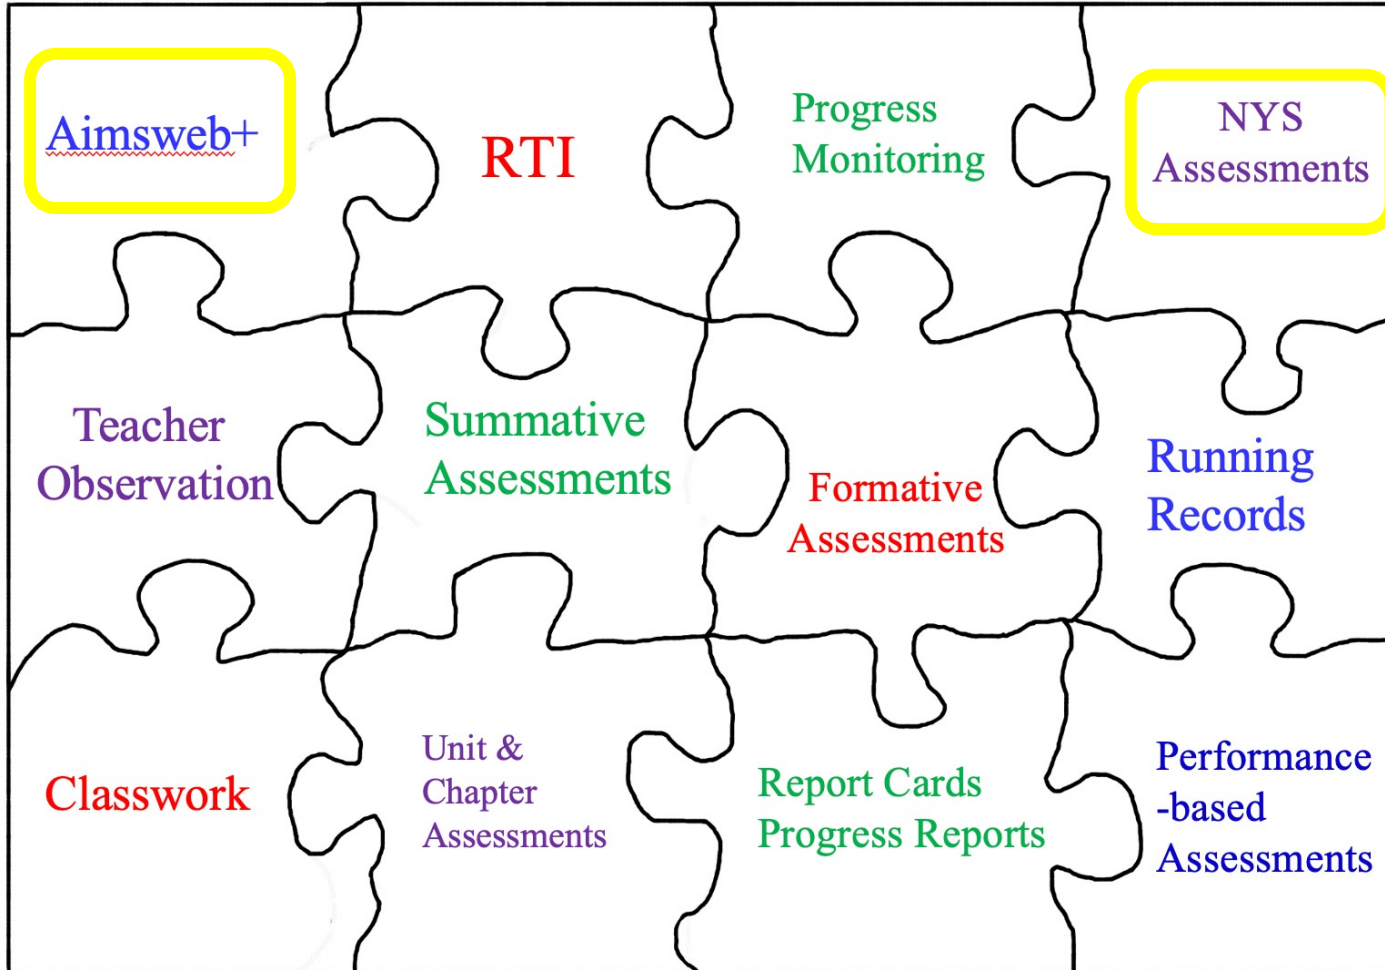 Aimsweb+
RTI
Progress
Monitoring
NYS
Assessments
Teacher
Observation
Summative
Assessments
Formative
Assessments
Running
Records
Classwork
Unit &
Chapter
Assessments
Report Cards
Progress Reports
Performance
-based
Assessments